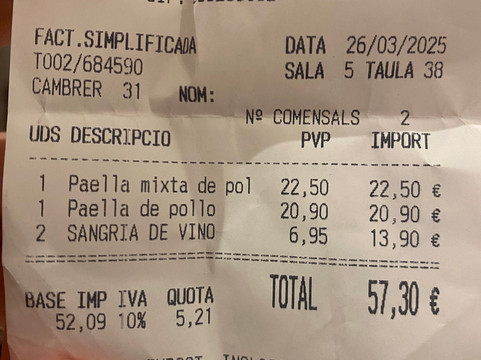 FACT.SIMPLIFICADA DATA 26/03/2025
T002/684590 SALA 5 TAULA 38
CAMBRER 31 NOM:
Nº COMENSALS 2
UDS DESCRIPCIO PVP IMPORT
1 Paella mixta de pol 22,50 22,50 €
1 Paella de pollo 20,90 20,90 €
2 SANGRIA DE VINO 6,95 13,90 €
BASE IMP IVA QUOTA TOTAL 57,30 €
52,09 10% 5,21